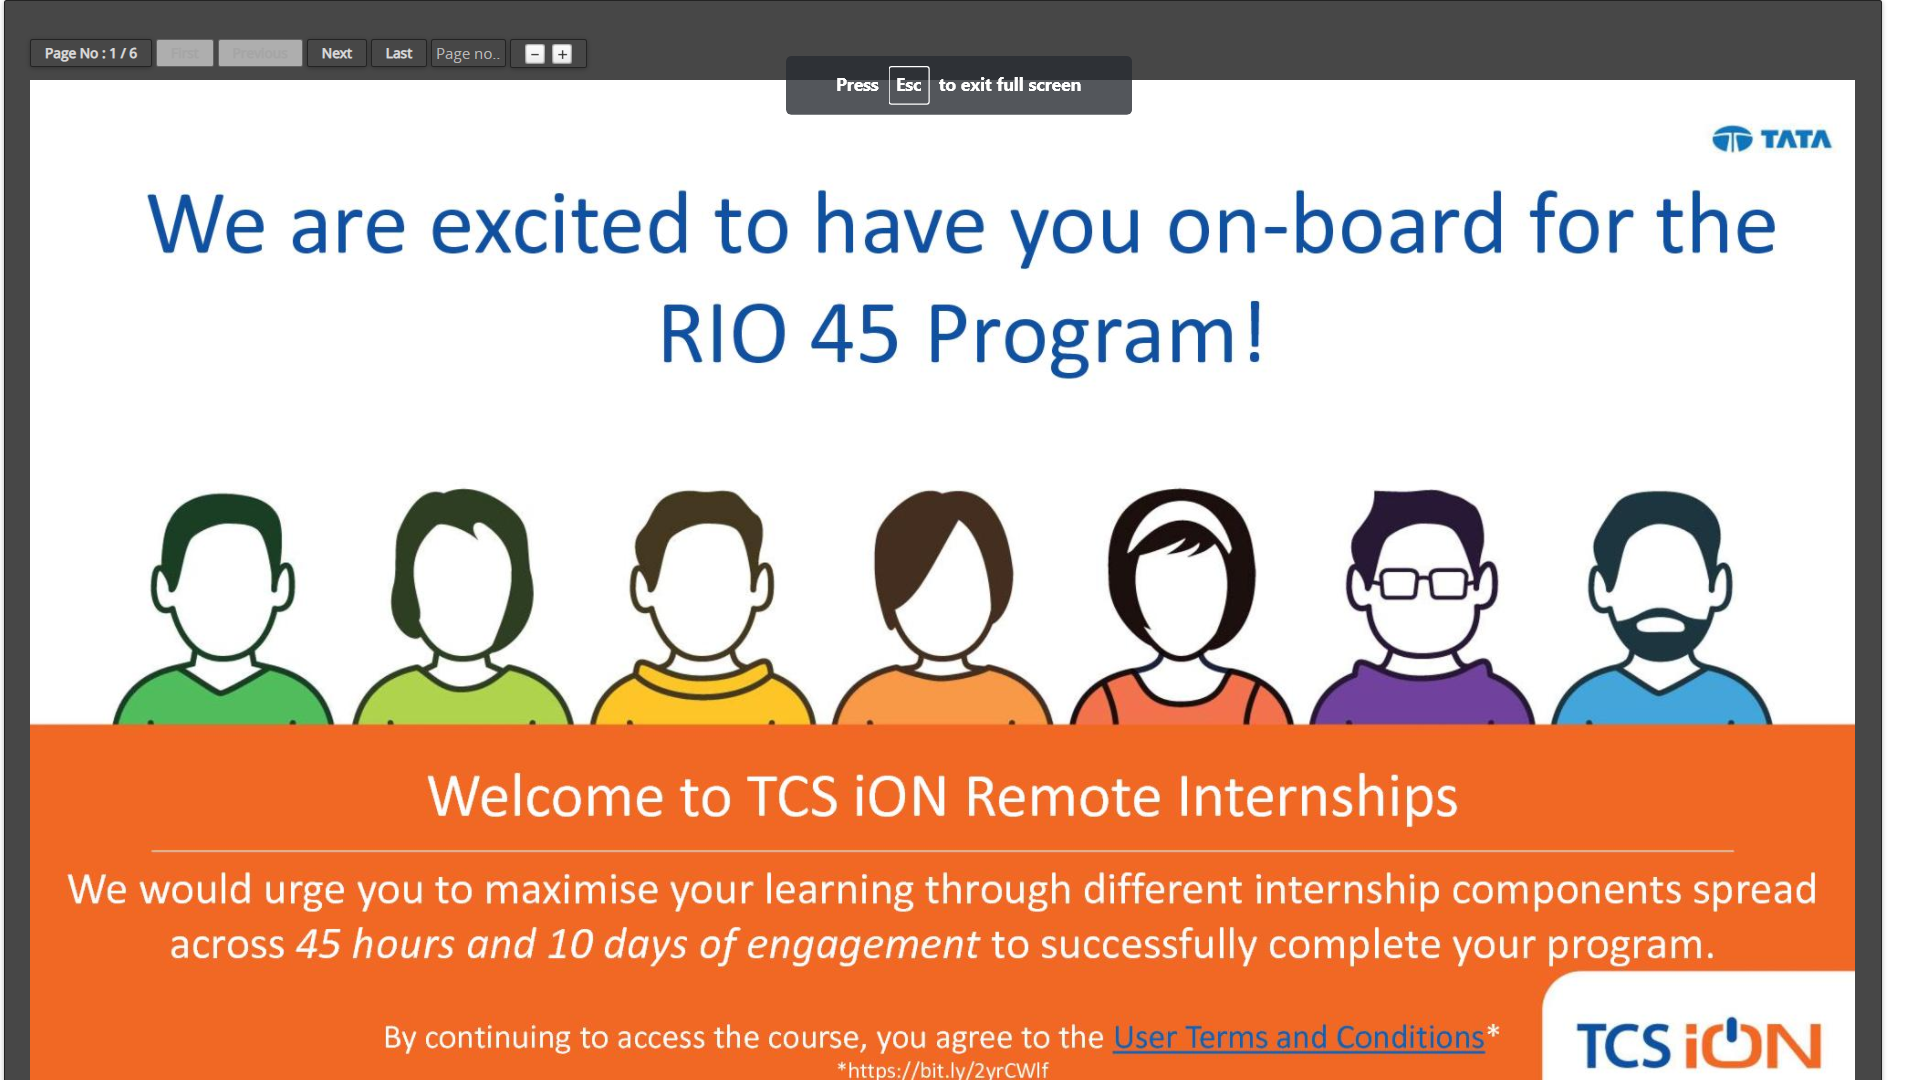 Page No : 1 / 6 First Previous Next Last Page no.. - +
Press Esc to exit full screen
TATA
We are excited to have you on-board for the
RIO 45 Program!
Welcome to TCS iON Remote Internships
We would urge you to maximise your learning through different internship components spread
across 45 hours and 10 days of engagement to successfully complete your program.
By continuing to access the course, you agree to the User Terms and Conditions*
*https://bit.ly/2yrCWlf
TCS iON